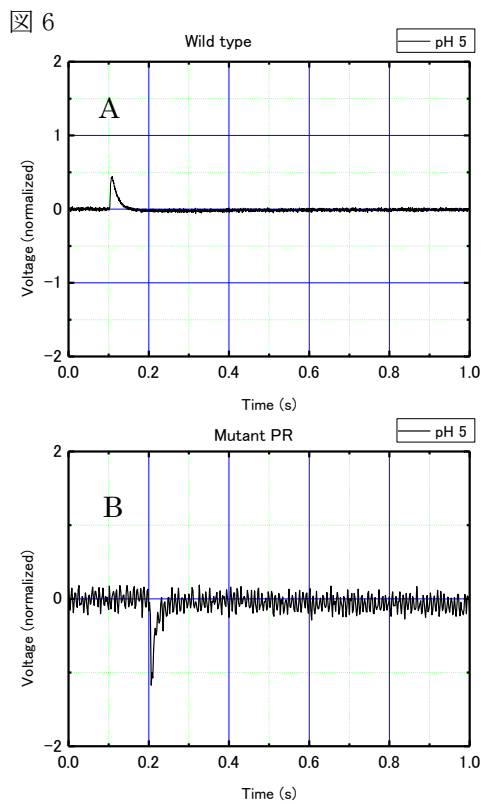 図 6
Wild type
pH 5
2
A
1
0
−1
−2
Voltage (normalized)
0.0 0.2 0.4 0.6 0.8 1.0
Time (s)
Mutant PR
pH 5
2
B
0
−2
Voltage (normalized)
0.0 0.2 0.4 0.6 0.8 1.0
Time (s)